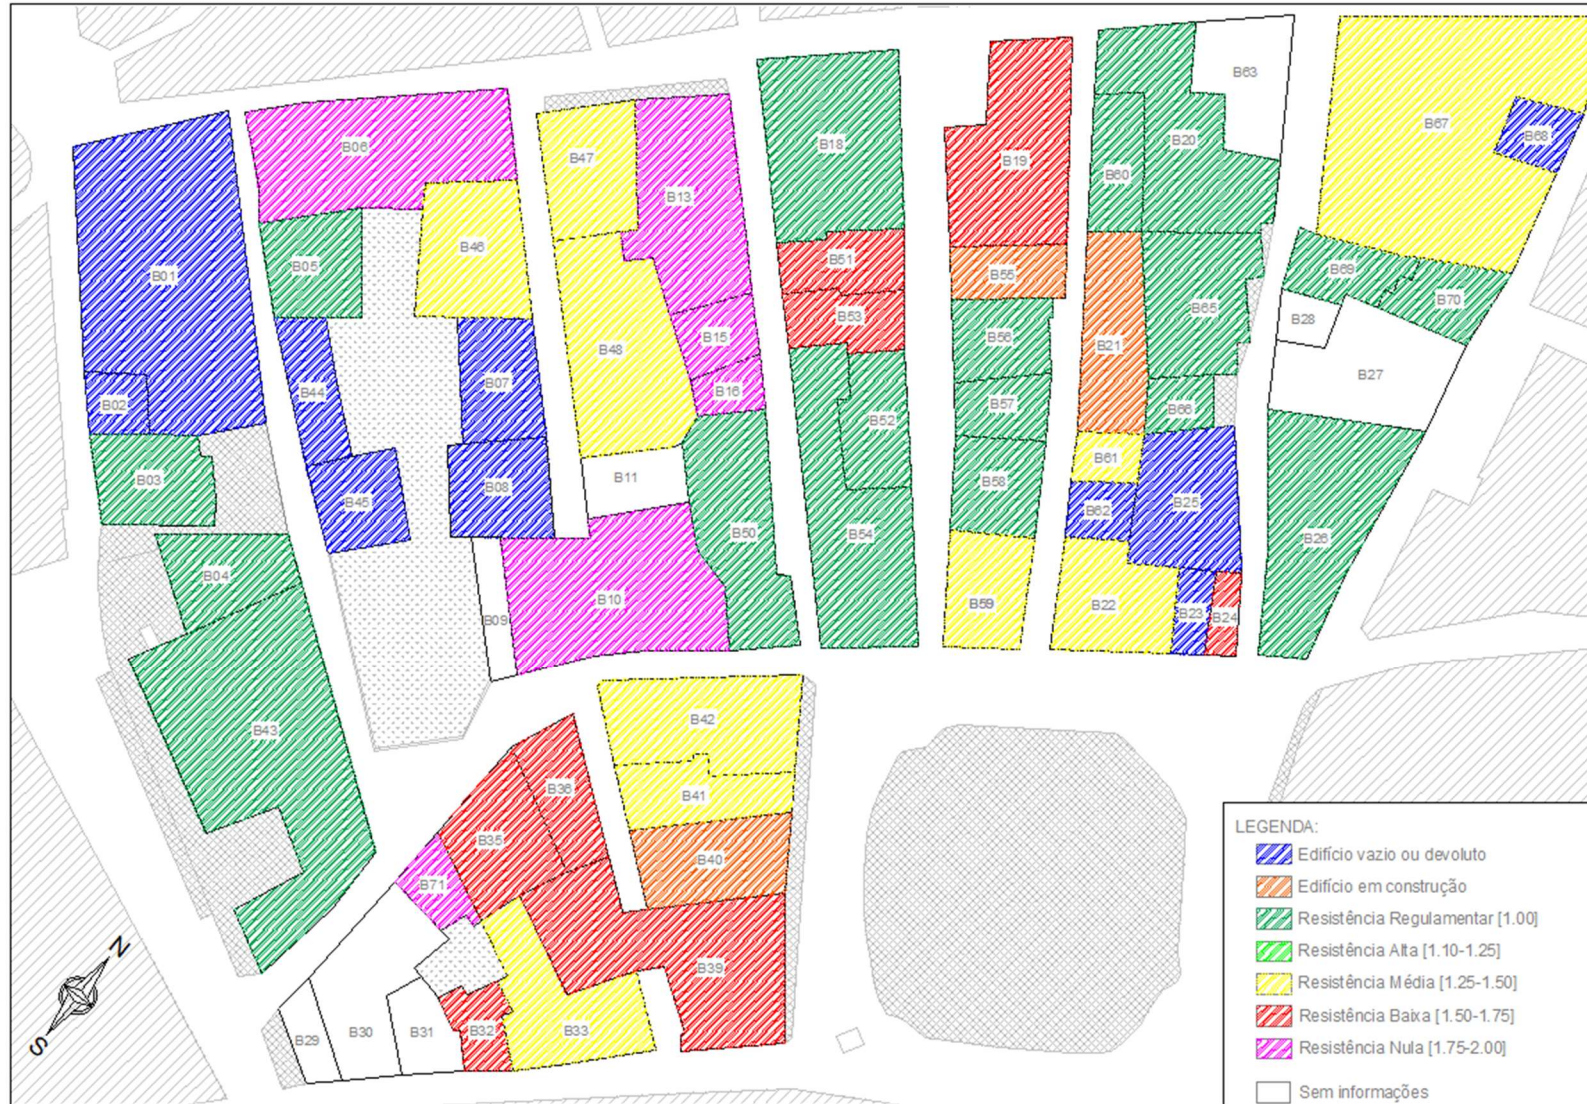 B63
B67
B68
B06
B47
B18
B20
B19
B60
B13
B46
B05
B01
B51
B55
B69
B70
B53
B65
B28
B15
B56
B21
B48
B27
B07
B44
B16
B57
B02
B66
B52
B61
B11
B03
B58
B08
B45
B62
B25
B50
B54
B26
B04
B10
B59
B22
B23
B24
B09
B42
B43
B36
B41
B35
B40
B71
B39
B32
B33
B31
B30
B29
N
S
LEGENDA:
Edifício vazio ou devoluto
Edifício em construção
Resistência Regulamentar [1.00]
Resistência Alta [1.10-1.25]
Resistência Média [1.25-1.50]
Resistência Baixa [1.50-1.75]
Resistência Nula [1.75-2.00]
Sem informações